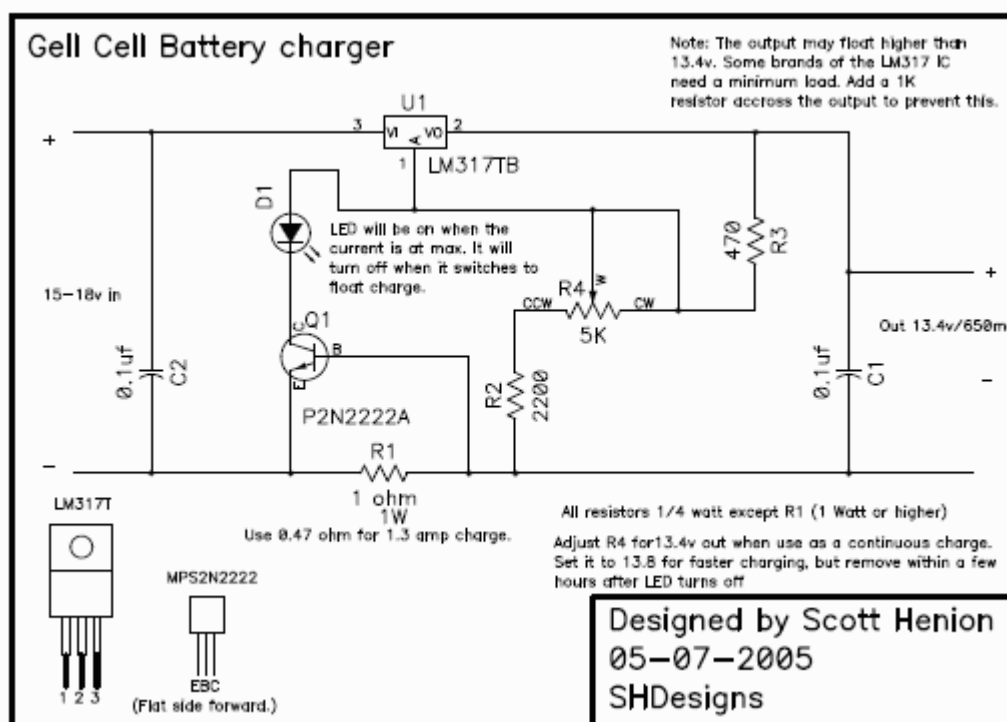 Gell Cell Battery charger
Note: The output may float higher than
13.4v. Some brands of the LM317 IC
need a minimum load. Add a 1K
resistor accross the output to prevent this.
U1
+
3
VI
A
VO
2
1
LM317TB
D1
LED will be on when the
current is at max. It will
turn off when it switches to
float charge.
470
R3
W
R4
CCW
CW
5K
+
15-18v in
Out 13.4v/650m
C
Q1
B
E
0.1uf
C2
R2
2200
0.1uf
C1
-
P2N2222A
R1
-
1 ohm
1W
Use 0.47 ohm for 1.3 amp charge.
LM317T
1 2 3
MPS2N2222
EBC
(Flat side forward.)
All resistors 1/4 watt except R1 (1 Watt or higher)
Adjust R4 for13.4v out when use as a continuous charge.
Set it to 13.8 for faster charging, but remove within a few
hours after LED turns off
Designed by Scott Henion
05-07-2005
SHDesigns